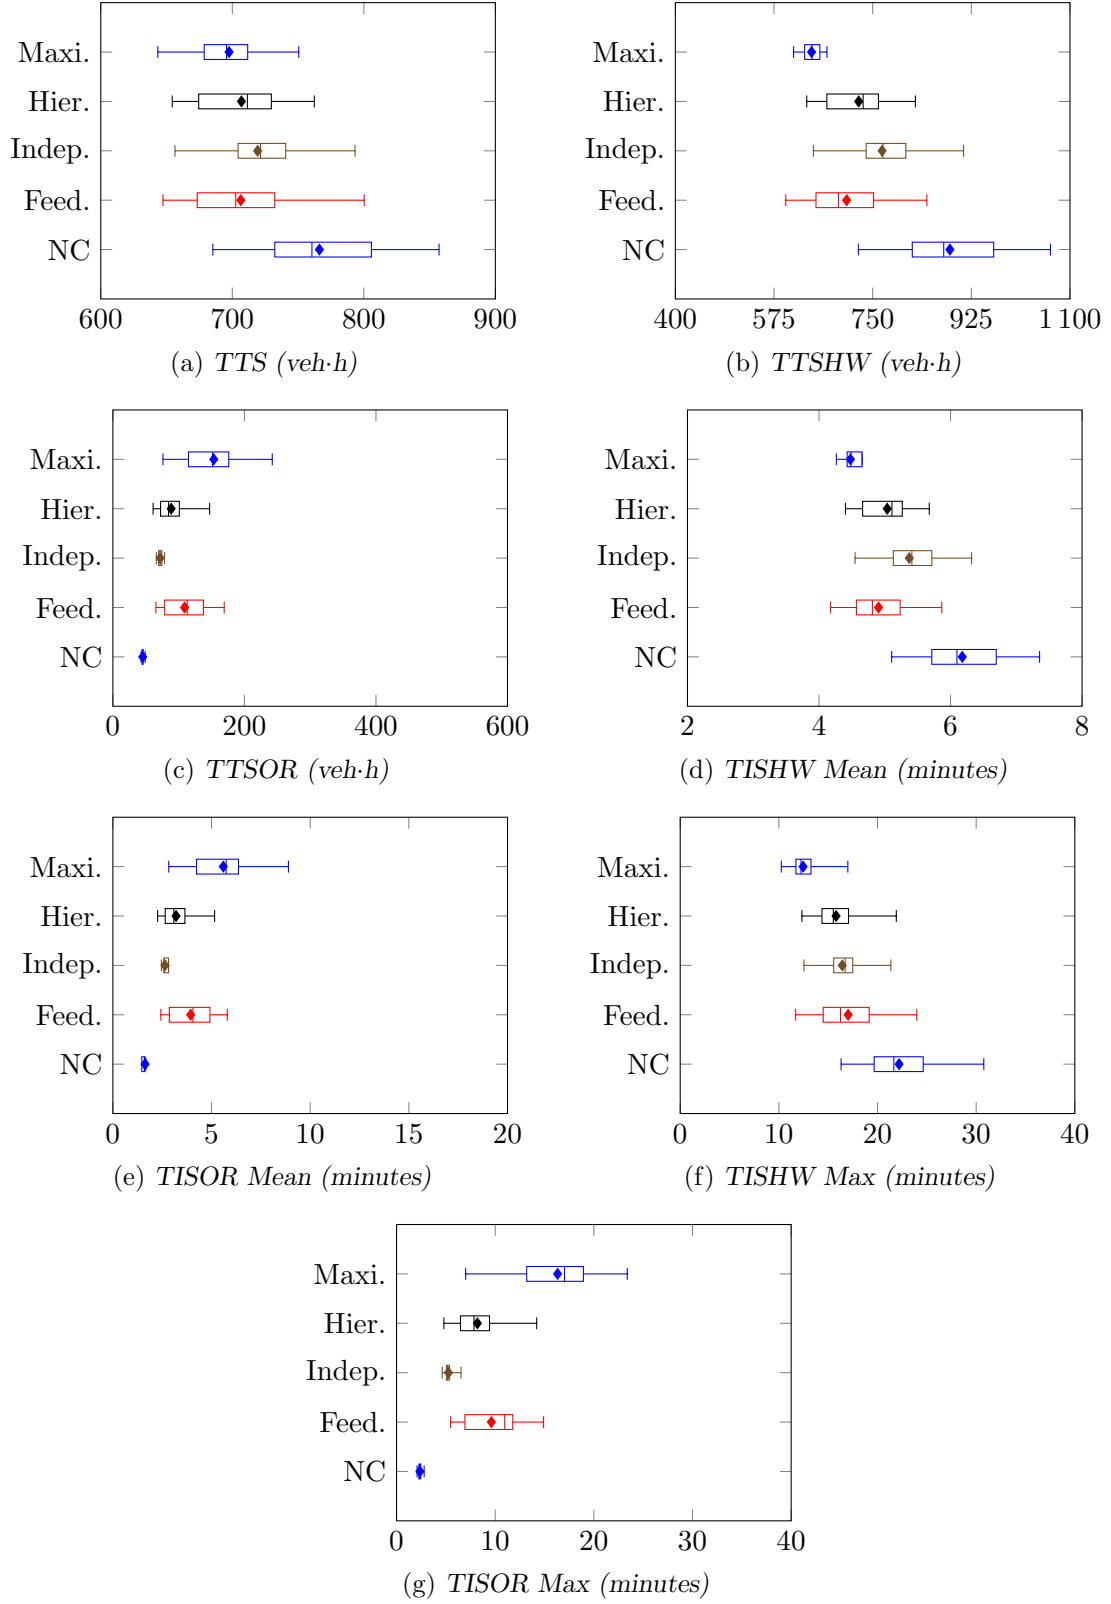 Maxi.
Hier.
Indep.
Feed.
NC
600 700 800 900
(a) TTS (veh·h)
Maxi.
Hier.
Indep.
Feed.
NC
400 575 750 925 1 100
(b) TTSHW (veh·h)
Maxi.
Hier.
Indep.
Feed.
NC
0 200 400 600
(c) TTSOR (veh·h)
Maxi.
Hier.
Indep.
Feed.
NC
2 4 6 8
(d) TISHW Mean (minutes)
Maxi.
Hier.
Indep.
Feed.
NC
0 5 10 15 20
(e) TISOR Mean (minutes)
Maxi.
Hier.
Indep.
Feed.
NC
0 10 20 30 40
(f) TISHW Max (minutes)
Maxi.
Hier.
Indep.
Feed.
NC
0 10 20 30 40
(g) TISOR Max (minutes)